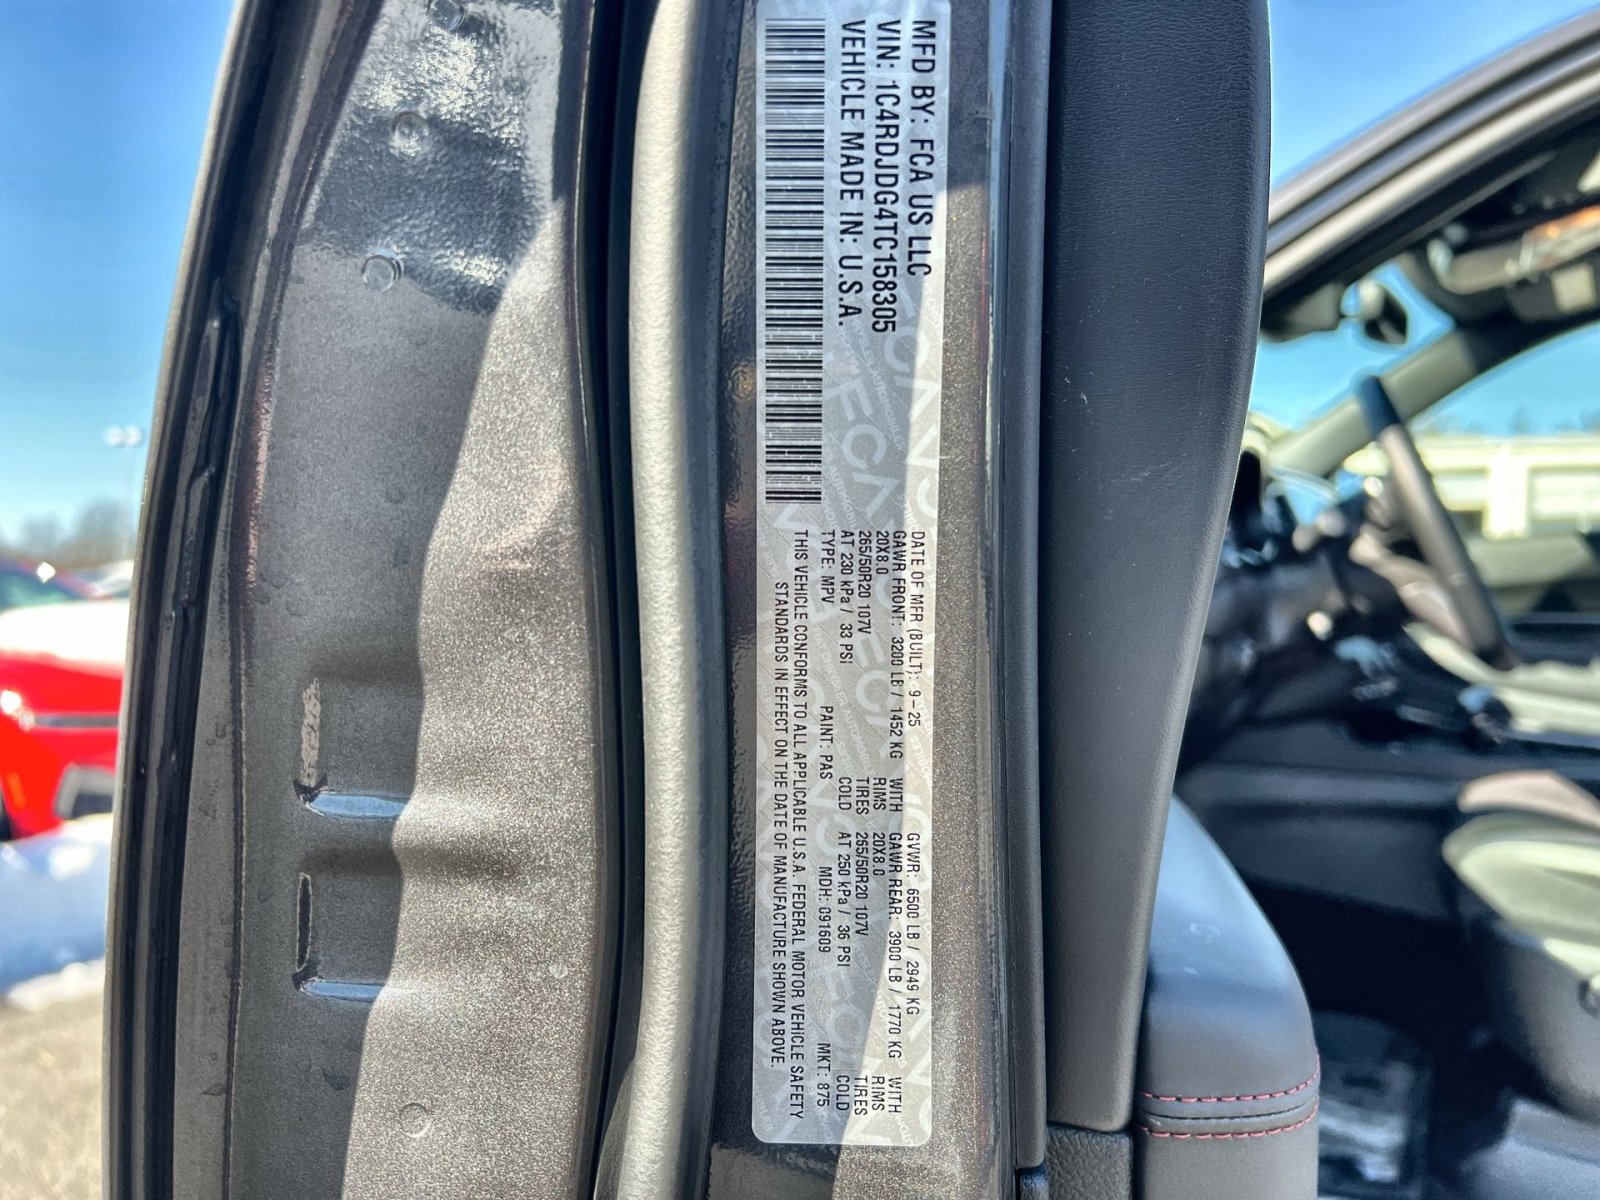 MFD BY: FCA US LLC
VIN: 1C4RDJDG4TC158305
VEHICLE MADE IN: U.S.A.
DATE OF MFR (BUILT): 9-25 GVWR: 6500 LB / 2949 KG
GAWR FRONT: 3200 LB / 1452 KG WITH GAWR REAR: 3900 LB / 1770 KG WITH
20X8.0 RIMS 20X8.0 RIMS
265/50R20 107V TIRES 265/50R20 107V TIRES
AT 230 kPa / 33 PSI COLD AT 250 kPa / 36 PSI COLD
TYPE: MPV PAINT: PAS MDH: 091609 MKT: 875
THIS VEHICLE CONFORMS TO ALL APPLICABLE U.S.A. FEDERAL MOTOR VEHICLE SAFETY
STANDARDS IN EFFECT ON THE DATE OF MANUFACTURE SHOWN ABOVE.